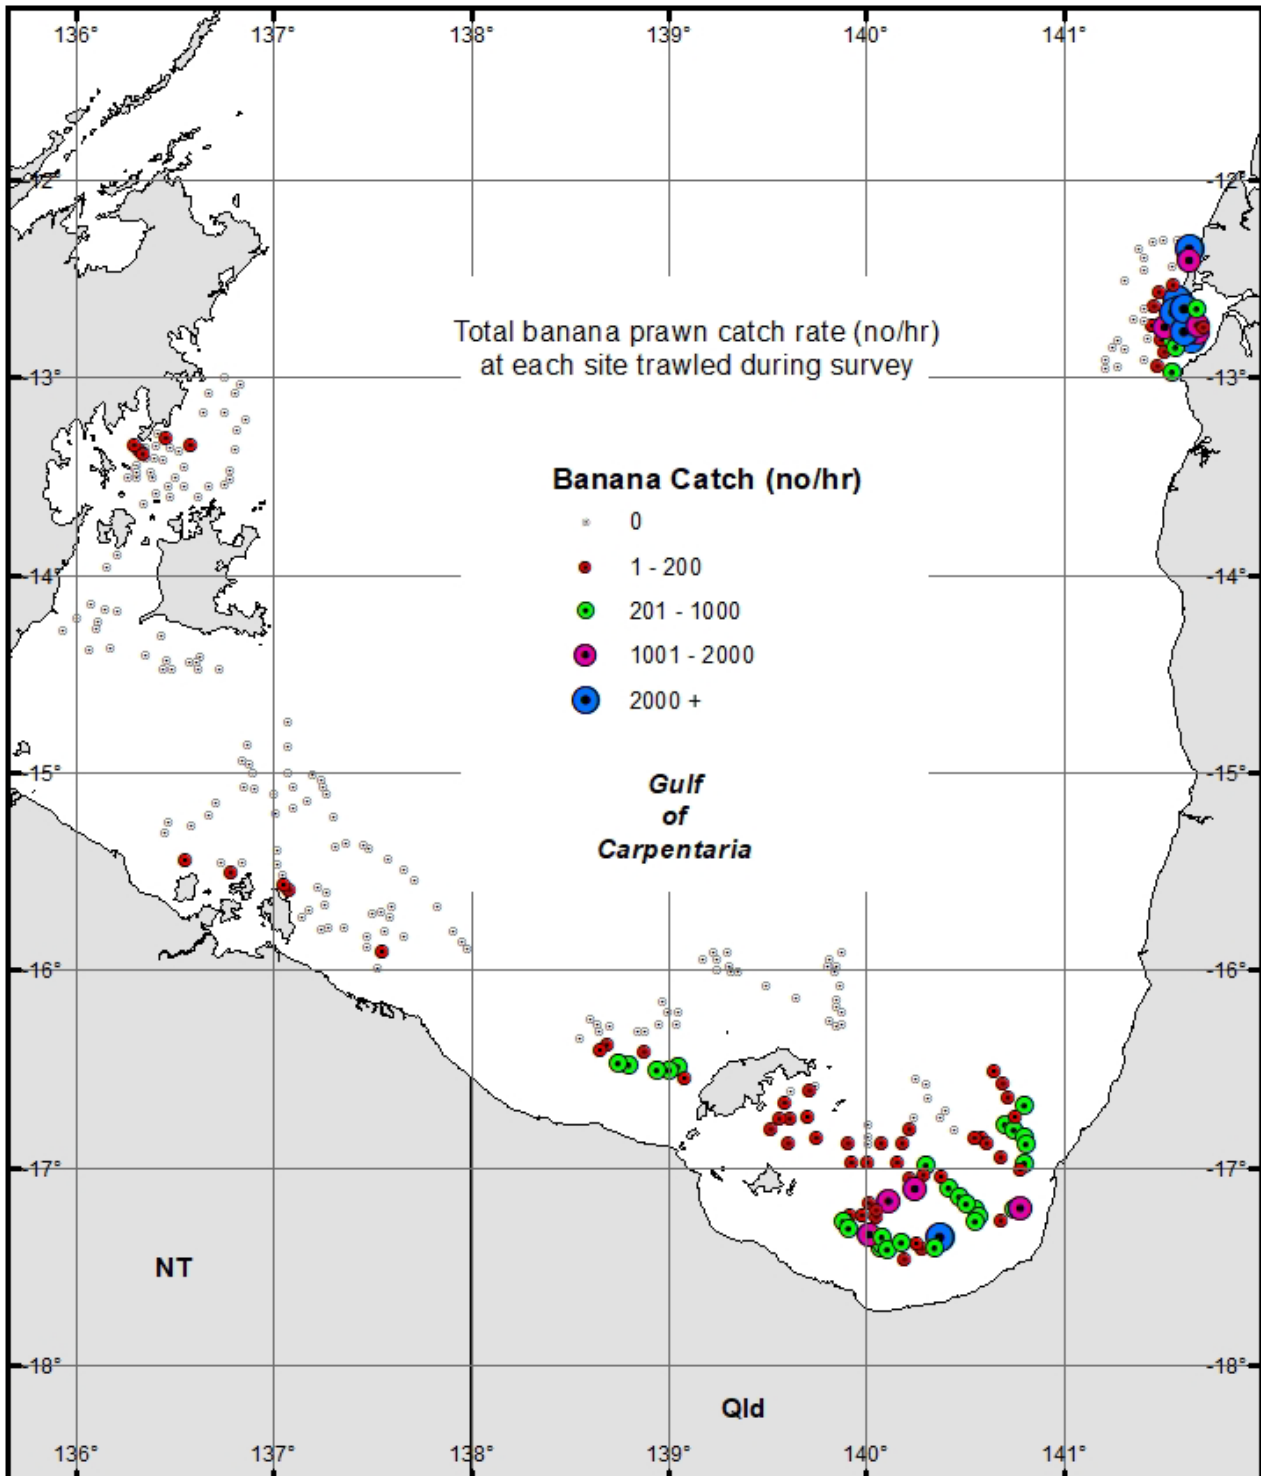 136° 137° 138° 139° 140° 141°
-12° -12°
Total banana prawn catch rate (no/hr)
at each site trawled during survey
-13° -13°
Banana Catch (no/hr)
0
1 - 200
-14° -14°
201 - 1000
1001 - 2000
2000 +
-15° -15°
Gulf
of
Carpentaria
-16° -16°
-17° -17°
NT
-18° -18°
Qld
136° 137° 138° 139° 140° 141°